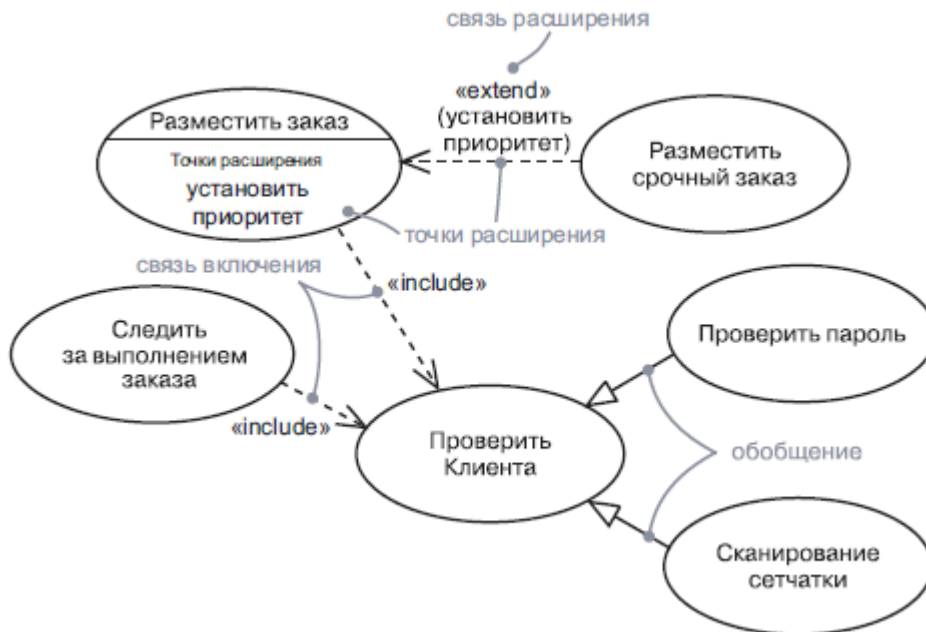 связь расширения
«extend»
(установить
приоритет)
Разместить заказ
Точки расширения
установить
приоритет
Разместить
срочный заказ
точки расширения
связь включения
«include»
Следить
за выполнением
заказа
«include»
Проверить пароль
Проверить
Клиента
обобщение
Сканирование
сетчатки